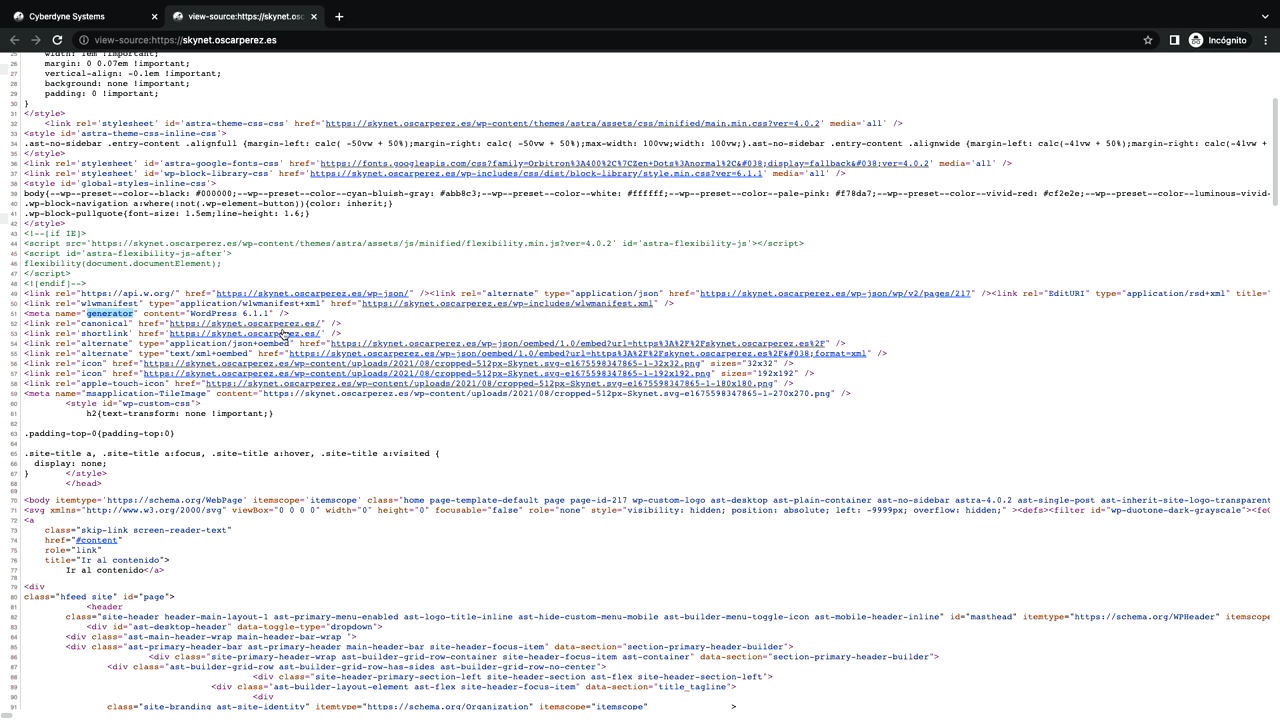 Cyberdyne Systems
view-source:https://skynet.osc
view-source:https://skynet.oscarperez.es
Incógnito
25 width: 1em !important;
26 margin: 0 0.07em !important;
27 vertical-align: -0.1em !important;
28 background: none !important;
29 padding: 0 !important;
30 }
31 </style>
32 <link rel='stylesheet' id='astra-theme-css-css' href='https://skynet.oscarperez.es/wp-content/themes/astra/assets/css/minified/main.min.css?ver=4.0.2' media='all' />
33 <style id='astra-theme-css-inline-css'>
34 .ast-no-sidebar .entry-content .alignfull {margin-left: calc( -50vw + 50%);margin-right: calc( -50vw + 50%);max-width: 100vw;width: 100vw;}.ast-no-sidebar .entry-content .alignwide {margin-left: calc(-41vw + 50%);margin-right: calc(-41vw +
35 </style>
36 <link rel='stylesheet' id='astra-google-fonts-css' href='https://fonts.googleapis.com/css?family=Orbitron%3A400%2C%7CZen+Dots%3Anormal%2C&#038;display=fallback&#038;ver=4.0.2' media='all' />
37 <link rel='stylesheet' id='wp-block-library-css' href='https://skynet.oscarperez.es/wp-includes/css/dist/block-library/style.min.css?ver=6.1.1' media='all' />
38 <style id='global-styles-inline-css'>
39 body{--wp--preset--color--black: #000000;--wp--preset--color--cyan-bluish-gray: #abb8c3;--wp--preset--color--white: #ffffff;--wp--preset--color--pale-pink: #f78da7;--wp--preset--color--vivid-red: #cf2e2e;--wp--preset--color--luminous-vivid-
40 .wp-block-navigation a:where(:not(.wp-element-button)){color: inherit;}
41 .wp-block-pullquote{font-size: 1.5em;line-height: 1.6;}
42 </style>
43 <!--[if IE]>
44 <script src='https://skynet.oscarperez.es/wp-content/themes/astra/assets/js/minified/flexibility.min.js?ver=4.0.2' id='astra-flexibility-js'></script>
45 <script id='astra-flexibility-js-after'>
46 flexibility(document.documentElement);
47 </script>
48 <![endif]-->
49 <link rel="https://api.w.org/" href="https://skynet.oscarperez.es/wp-json/" /><link rel="alternate" type="application/json" href="https://skynet.oscarperez.es/wp-json/wp/v2/pages/217" /><link rel="EditURI" type="application/rsd+xml" title="
50 <link rel="wlwmanifest" type="application/wlwmanifest+xml" href="https://skynet.oscarperez.es/wp-includes/wlwmanifest.xml" />
51 <meta name="generator" content="WordPress 6.1.1" />
52 <link rel="canonical" href="https://skynet.oscarperez.es/" />
53 <link rel='shortlink' href='https://skynet.oscarperez.es/' />
54 <link rel="alternate" type="application/json+oembed" href="https://skynet.oscarperez.es/wp-json/oembed/1.0/embed?url=https%3A%2F%2Fskynet.oscarperez.es%2F" />
55 <link rel="alternate" type="text/xml+oembed" href="https://skynet.oscarperez.es/wp-json/oembed/1.0/embed?url=https%3A%2F%2Fskynet.oscarperez.es%2F&#038;format=xml" />
56 <link rel="icon" href="https://skynet.oscarperez.es/wp-content/uploads/2021/08/cropped-512px-Skynet.svg-e1675598347865-1-32x32.png" sizes="32x32" />
57 <link rel="icon" href="https://skynet.oscarperez.es/wp-content/uploads/2021/08/cropped-512px-Skynet.svg-e1675598347865-1-192x192.png" sizes="192x192" />
58 <link rel="apple-touch-icon" href="https://skynet.oscarperez.es/wp-content/uploads/2021/08/cropped-512px-Skynet.svg-e1675598347865-1-180x180.png" />
59 <meta name="msapplication-TileImage" content="https://skynet.oscarperez.es/wp-content/uploads/2021/08/cropped-512px-Skynet.svg-e1675598347865-1-270x270.png" />
60 <style id="wp-custom-css">
61 h2{text-transform: none !important;}
62
63 .padding-top-0{padding-top:0}
64
65 .site-title a, .site-title a:focus, .site-title a:hover, .site-title a:visited {
66 display: none;
67 } </style>
68 </head>
69
70 <body itemtype='https://schema.org/WebPage' itemscope='itemscope' class="home page-template-default page page-id-217 wp-custom-logo ast-desktop ast-plain-container ast-no-sidebar astra-4.0.2 ast-single-post ast-inherit-site-logo-transparent
71 <svg xmlns="http://www.w3.org/2000/svg" viewBox="0 0 0 0" width="0" height="0" focusable="false" role="none" style="visibility: hidden; position: absolute; left: -9999px; overflow: hidden;" ><defs><filter id="wp-duotone-dark-grayscale"><feCo
72 <a
73 class="skip-link screen-reader-text"
74 href="#content"
75 role="link"
76 title="Ir al contenido">
77 Ir al contenido</a>
78
79 <div
80 class="hfeed site" id="page">
81 <header
82 class="site-header header-main-layout-1 ast-primary-menu-enabled ast-logo-title-inline ast-hide-custom-menu-mobile ast-builder-menu-toggle-icon ast-mobile-header-inline" id="masthead" itemtype="https://schema.org/WPHeader" itemscope
83 <div id="ast-desktop-header" data-toggle-type="dropdown">
84 <div class="ast-main-header-wrap main-header-bar-wrap ">
85 <div class="ast-primary-header-bar ast-primary-header main-header-bar site-header-focus-item" data-section="section-primary-header-builder">
86 <div class="site-primary-header-wrap ast-builder-grid-row-container site-header-focus-item ast-container" data-section="section-primary-header-builder">
87 <div class="ast-builder-grid-row ast-builder-grid-row-has-sides ast-builder-grid-row-no-center">
88 <div class="site-header-primary-section-left site-header-section ast-flex site-header-section-left">
89 <div class="ast-builder-layout-element ast-flex site-header-focus-item" data-section="title_tagline">
90 <div
91 class="site-branding ast-site-identity" itemtype="https://schema.org/Organization" itemscope="itemscope" >